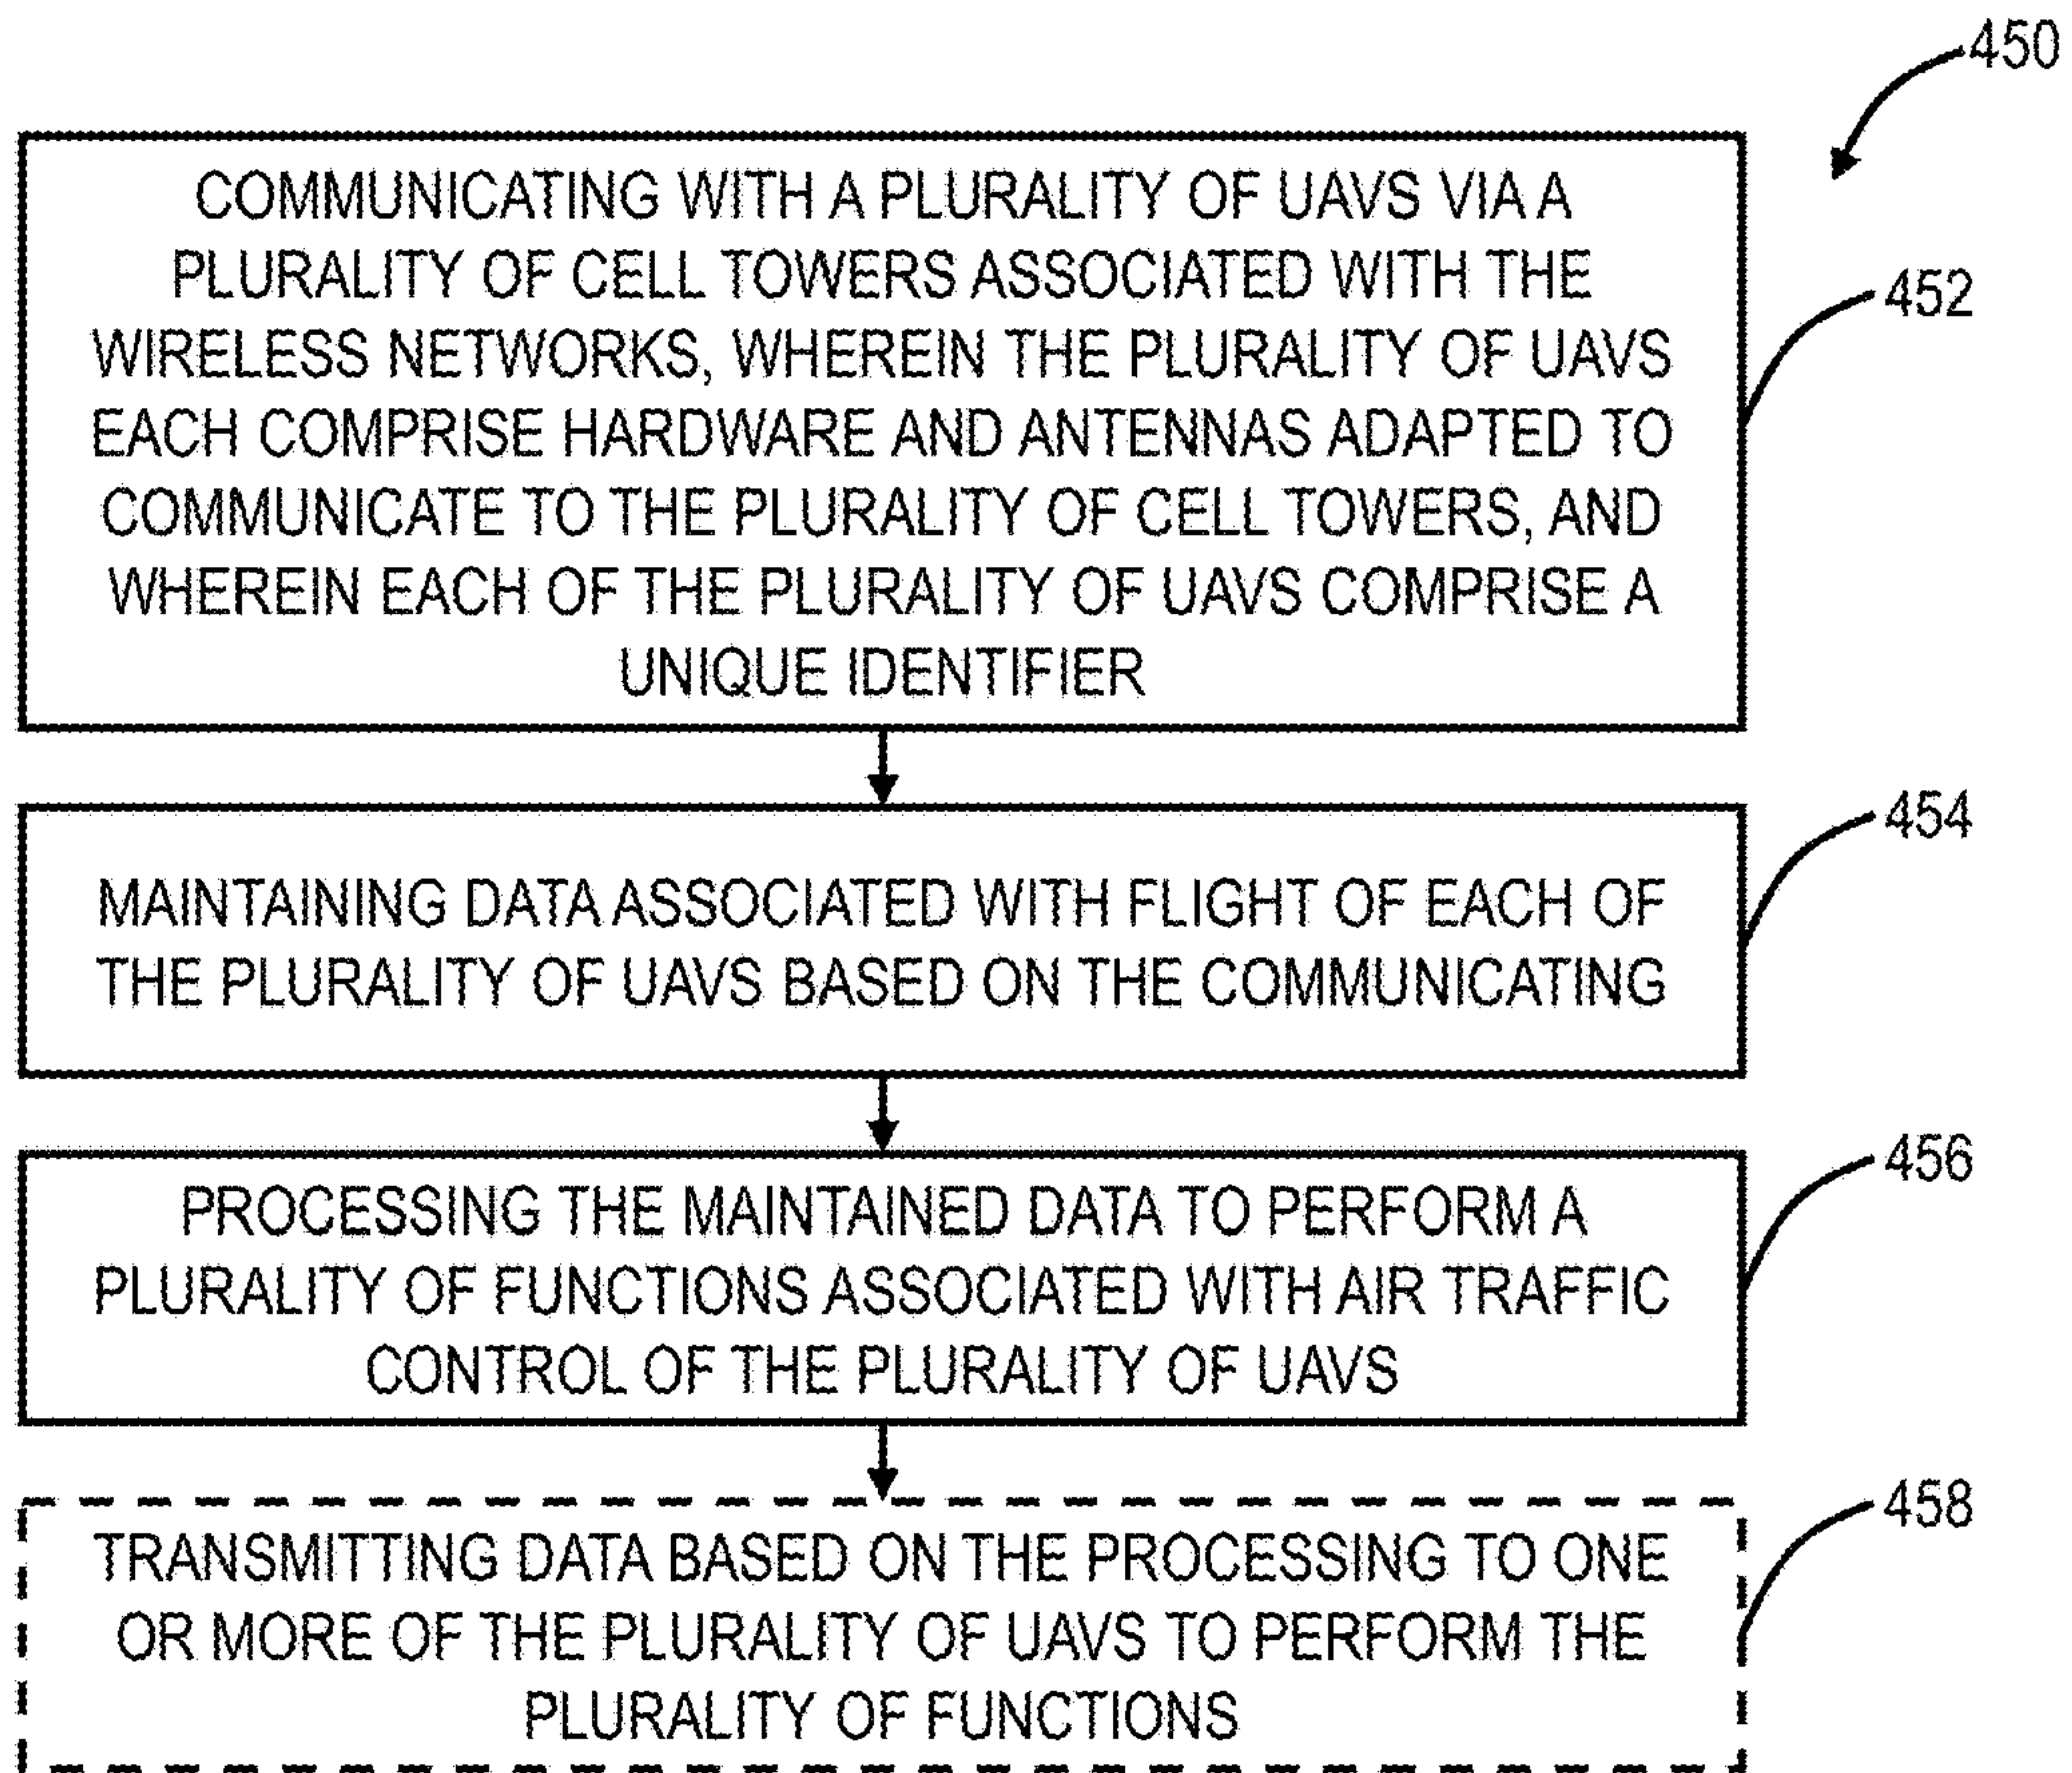 450
COMMUNICATING WITH A PLURALITY OF UAVS VIA A
PLURALITY OF CELL TOWERS ASSOCIATED WITH THE
WIRELESS NETWORKS, WHEREIN THE PLURALITY OF UAVS
EACH COMPRISE HARDWARE AND ANTENNAS ADAPTED TO
COMMUNICATE TO THE PLURALITY OF CELL TOWERS, AND
WHEREIN EACH OF THE PLURALITY OF UAVS COMPRISE A
UNIQUE IDENTIFIER
452
MAINTAINING DATA ASSOCIATED WITH FLIGHT OF EACH OF
THE PLURALITY OF UAVS BASED ON THE COMMUNICATING
454
PROCESSING THE MAINTAINED DATA TO PERFORM A
PLURALITY OF FUNCTIONS ASSOCIATED WITH AIR TRAFFIC
CONTROL OF THE PLURALITY OF UAVS
456
TRANSMITTING DATA BASED ON THE PROCESSING TO ONE
OR MORE OF THE PLURALITY OF UAVS TO PERFORM THE
PLURALITY OF FUNCTIONS
458